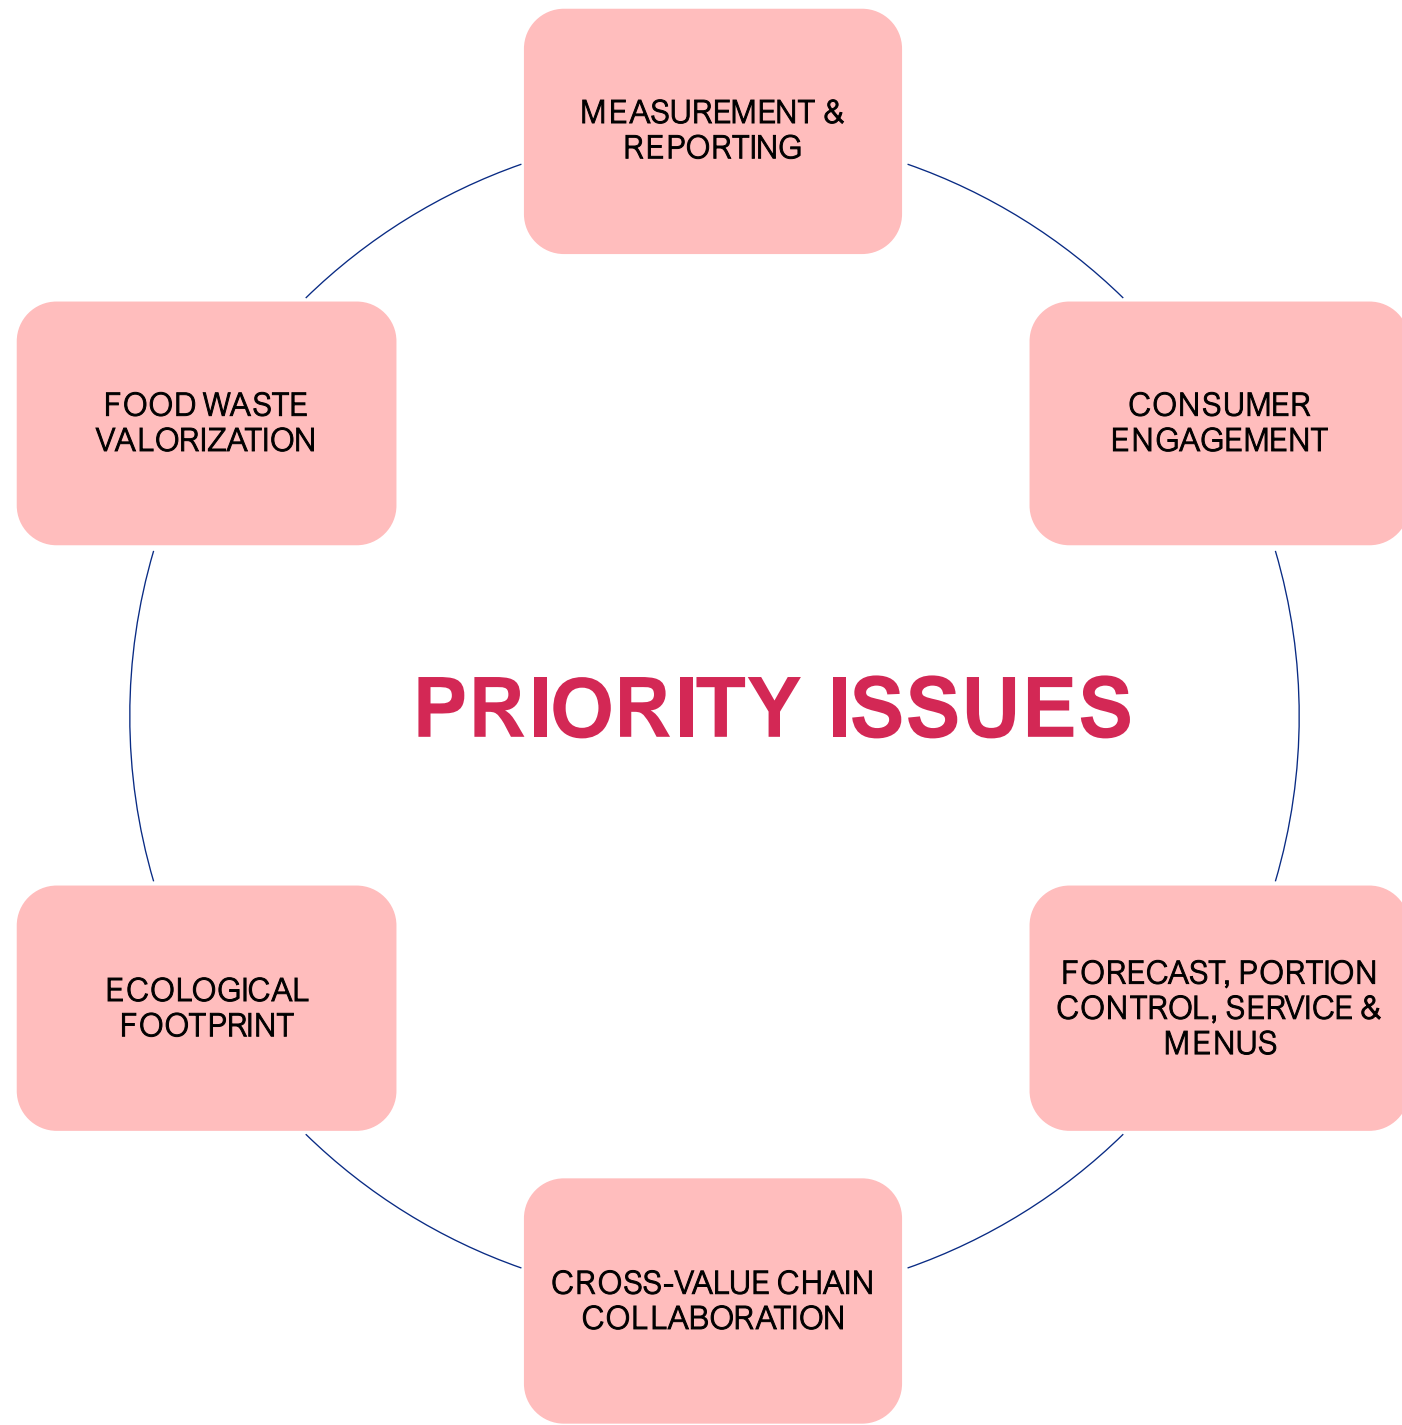 MEASUREMENT &
REPORTING
FOOD WASTE
VALORIZATION
CONSUMER
ENGAGEMENT
PRIORITY ISSUES
ECOLOGICAL
FOOTPRINT
FORECAST, PORTION
CONTROL, SERVICE &
MENUS
CROSS-VALUE CHAIN
COLLABORATION